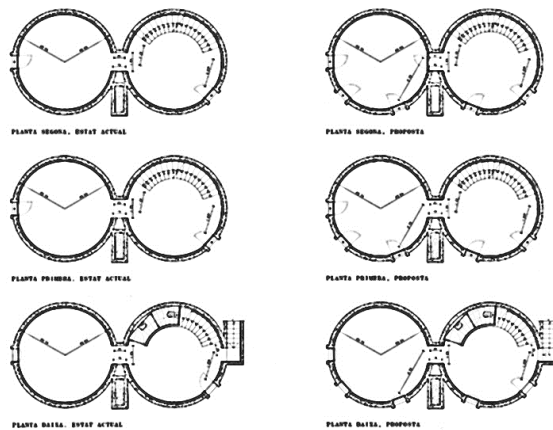 PLANTA SEGONA, ESTAT ACTUAL
PLANTA SEGONA, PROPOSTA
PLANTA PRIMERA. ESTAT ACTUAL
PLANTA PRIMERA, PROPOSTA
PLANTA BAIXA. ESTAT ACTUAL
PLANTA BAIXA, PROPOSTA